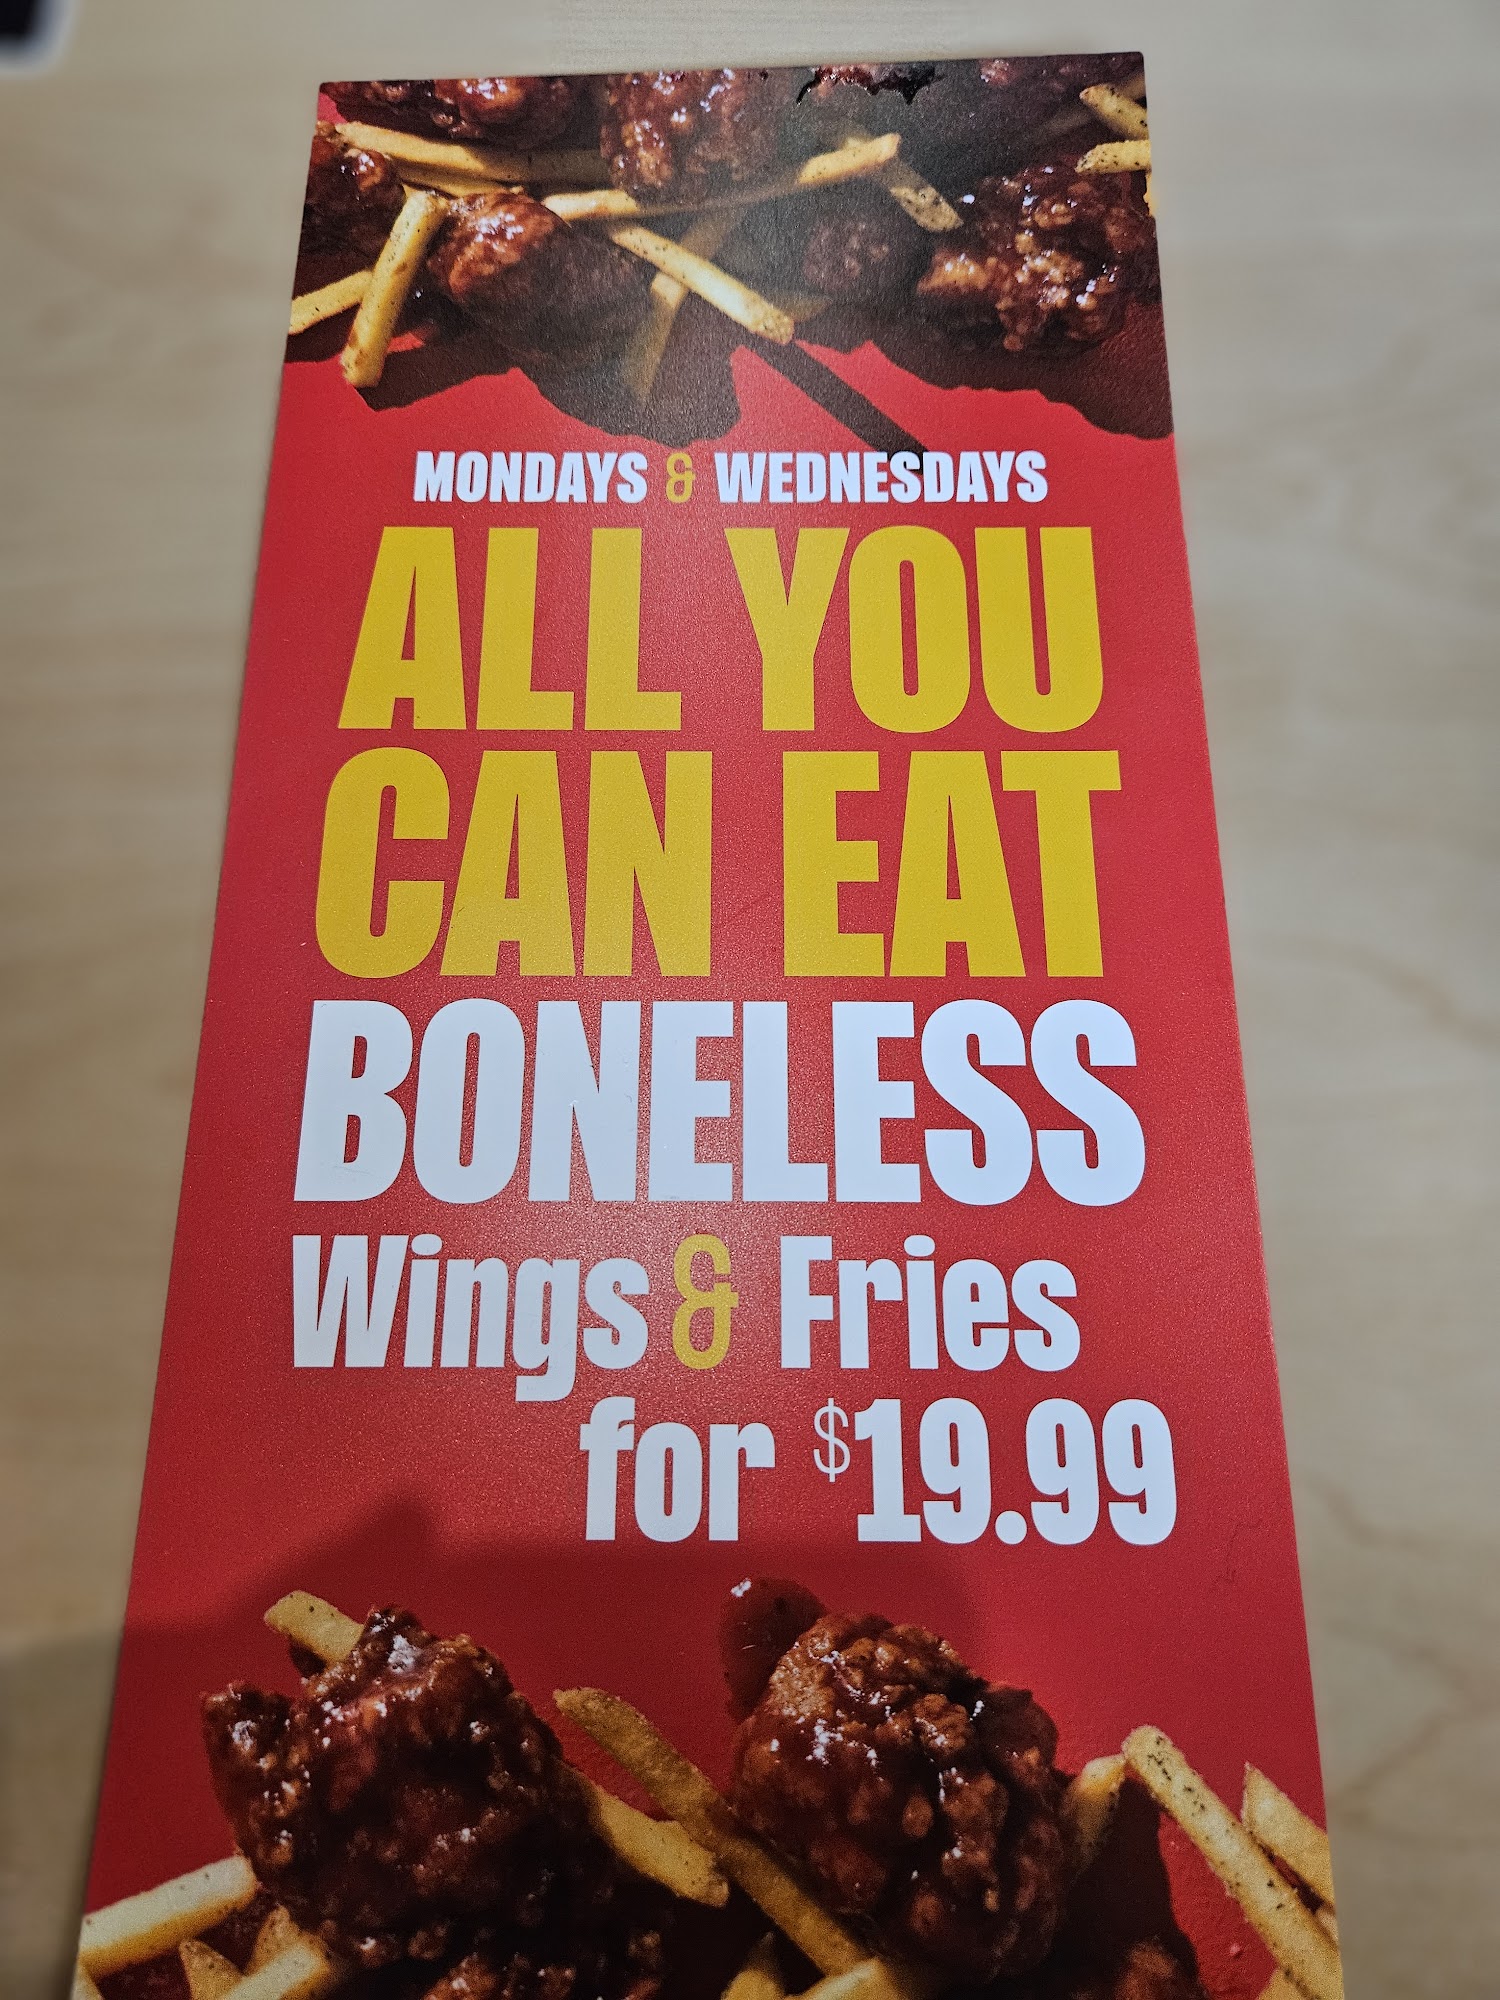 MONDAYS & WEDNESDAYS
ALL YOU
CAN EAT
BONELESS
Wings & Fries
for $19.99